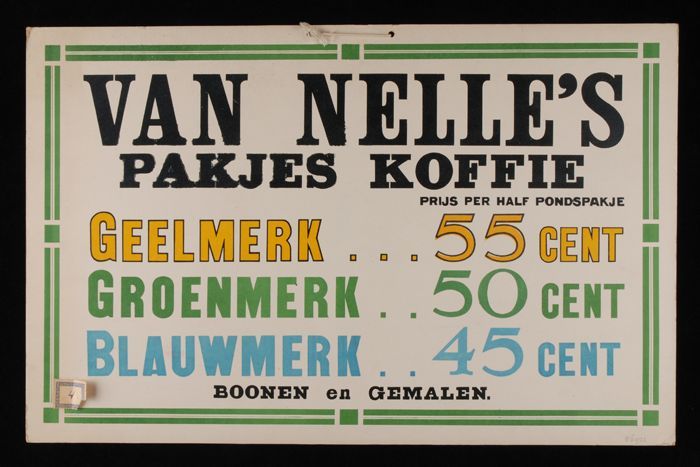 VAN NELLE'S
PAKJES KOFFIE
PRIJS PER HALF PONDSPAKJE
GEELMERK . . . 55 CENT
GROENMERK . . 50 CENT
BLAUWMERK . . 45 CENT
BOONEN en GEMALEN.
4